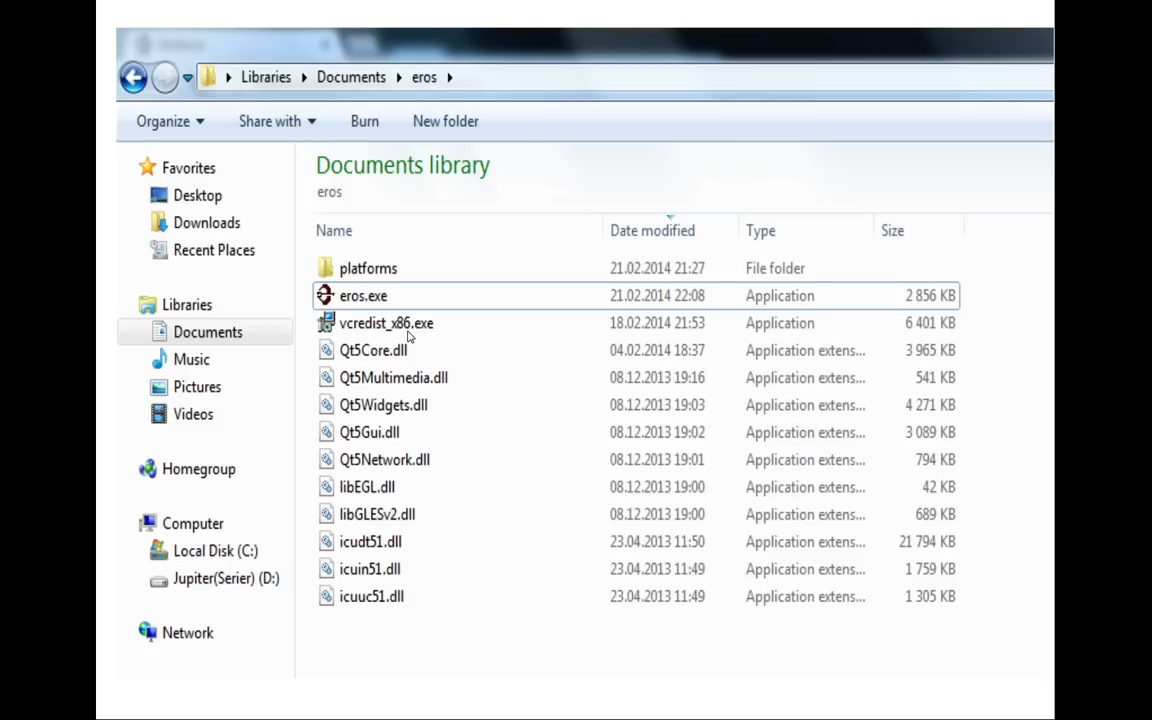 Libraries Documents eros
Organize Share with Burn New folder
Favorites
Desktop
Downloads
Recent Places
Libraries
Documents
Music
Pictures
Videos
Homegroup
Computer
Local Disk (C:)
Jupiter(Serier) (D:)
Network
Documents library
eros
Name Date modified Type Size
platforms 21.02.2014 21:27 File folder
eros.exe 21.02.2014 22:08 Application 2 856 KB
vcredist_x86.exe 18.02.2014 21:53 Application 6 401 KB
Qt5Core.dll 04.02.2014 18:37 Application extens... 3 965 KB
Qt5Multimedia.dll 08.12.2013 19:16 Application extens... 541 KB
Qt5Widgets.dll 08.12.2013 19:03 Application extens... 4 271 KB
Qt5Gui.dll 08.12.2013 19:02 Application extens... 3 089 KB
Qt5Network.dll 08.12.2013 19:01 Application extens... 794 KB
libEGL.dll 08.12.2013 19:00 Application extens... 42 KB
libGLESv2.dll 08.12.2013 19:00 Application extens... 689 KB
icudt51.dll 23.04.2013 11:50 Application extens... 21 794 KB
icuin51.dll 23.04.2013 11:49 Application extens... 1 759 KB
icuuc51.dll 23.04.2013 11:49 Application extens... 1 305 KB